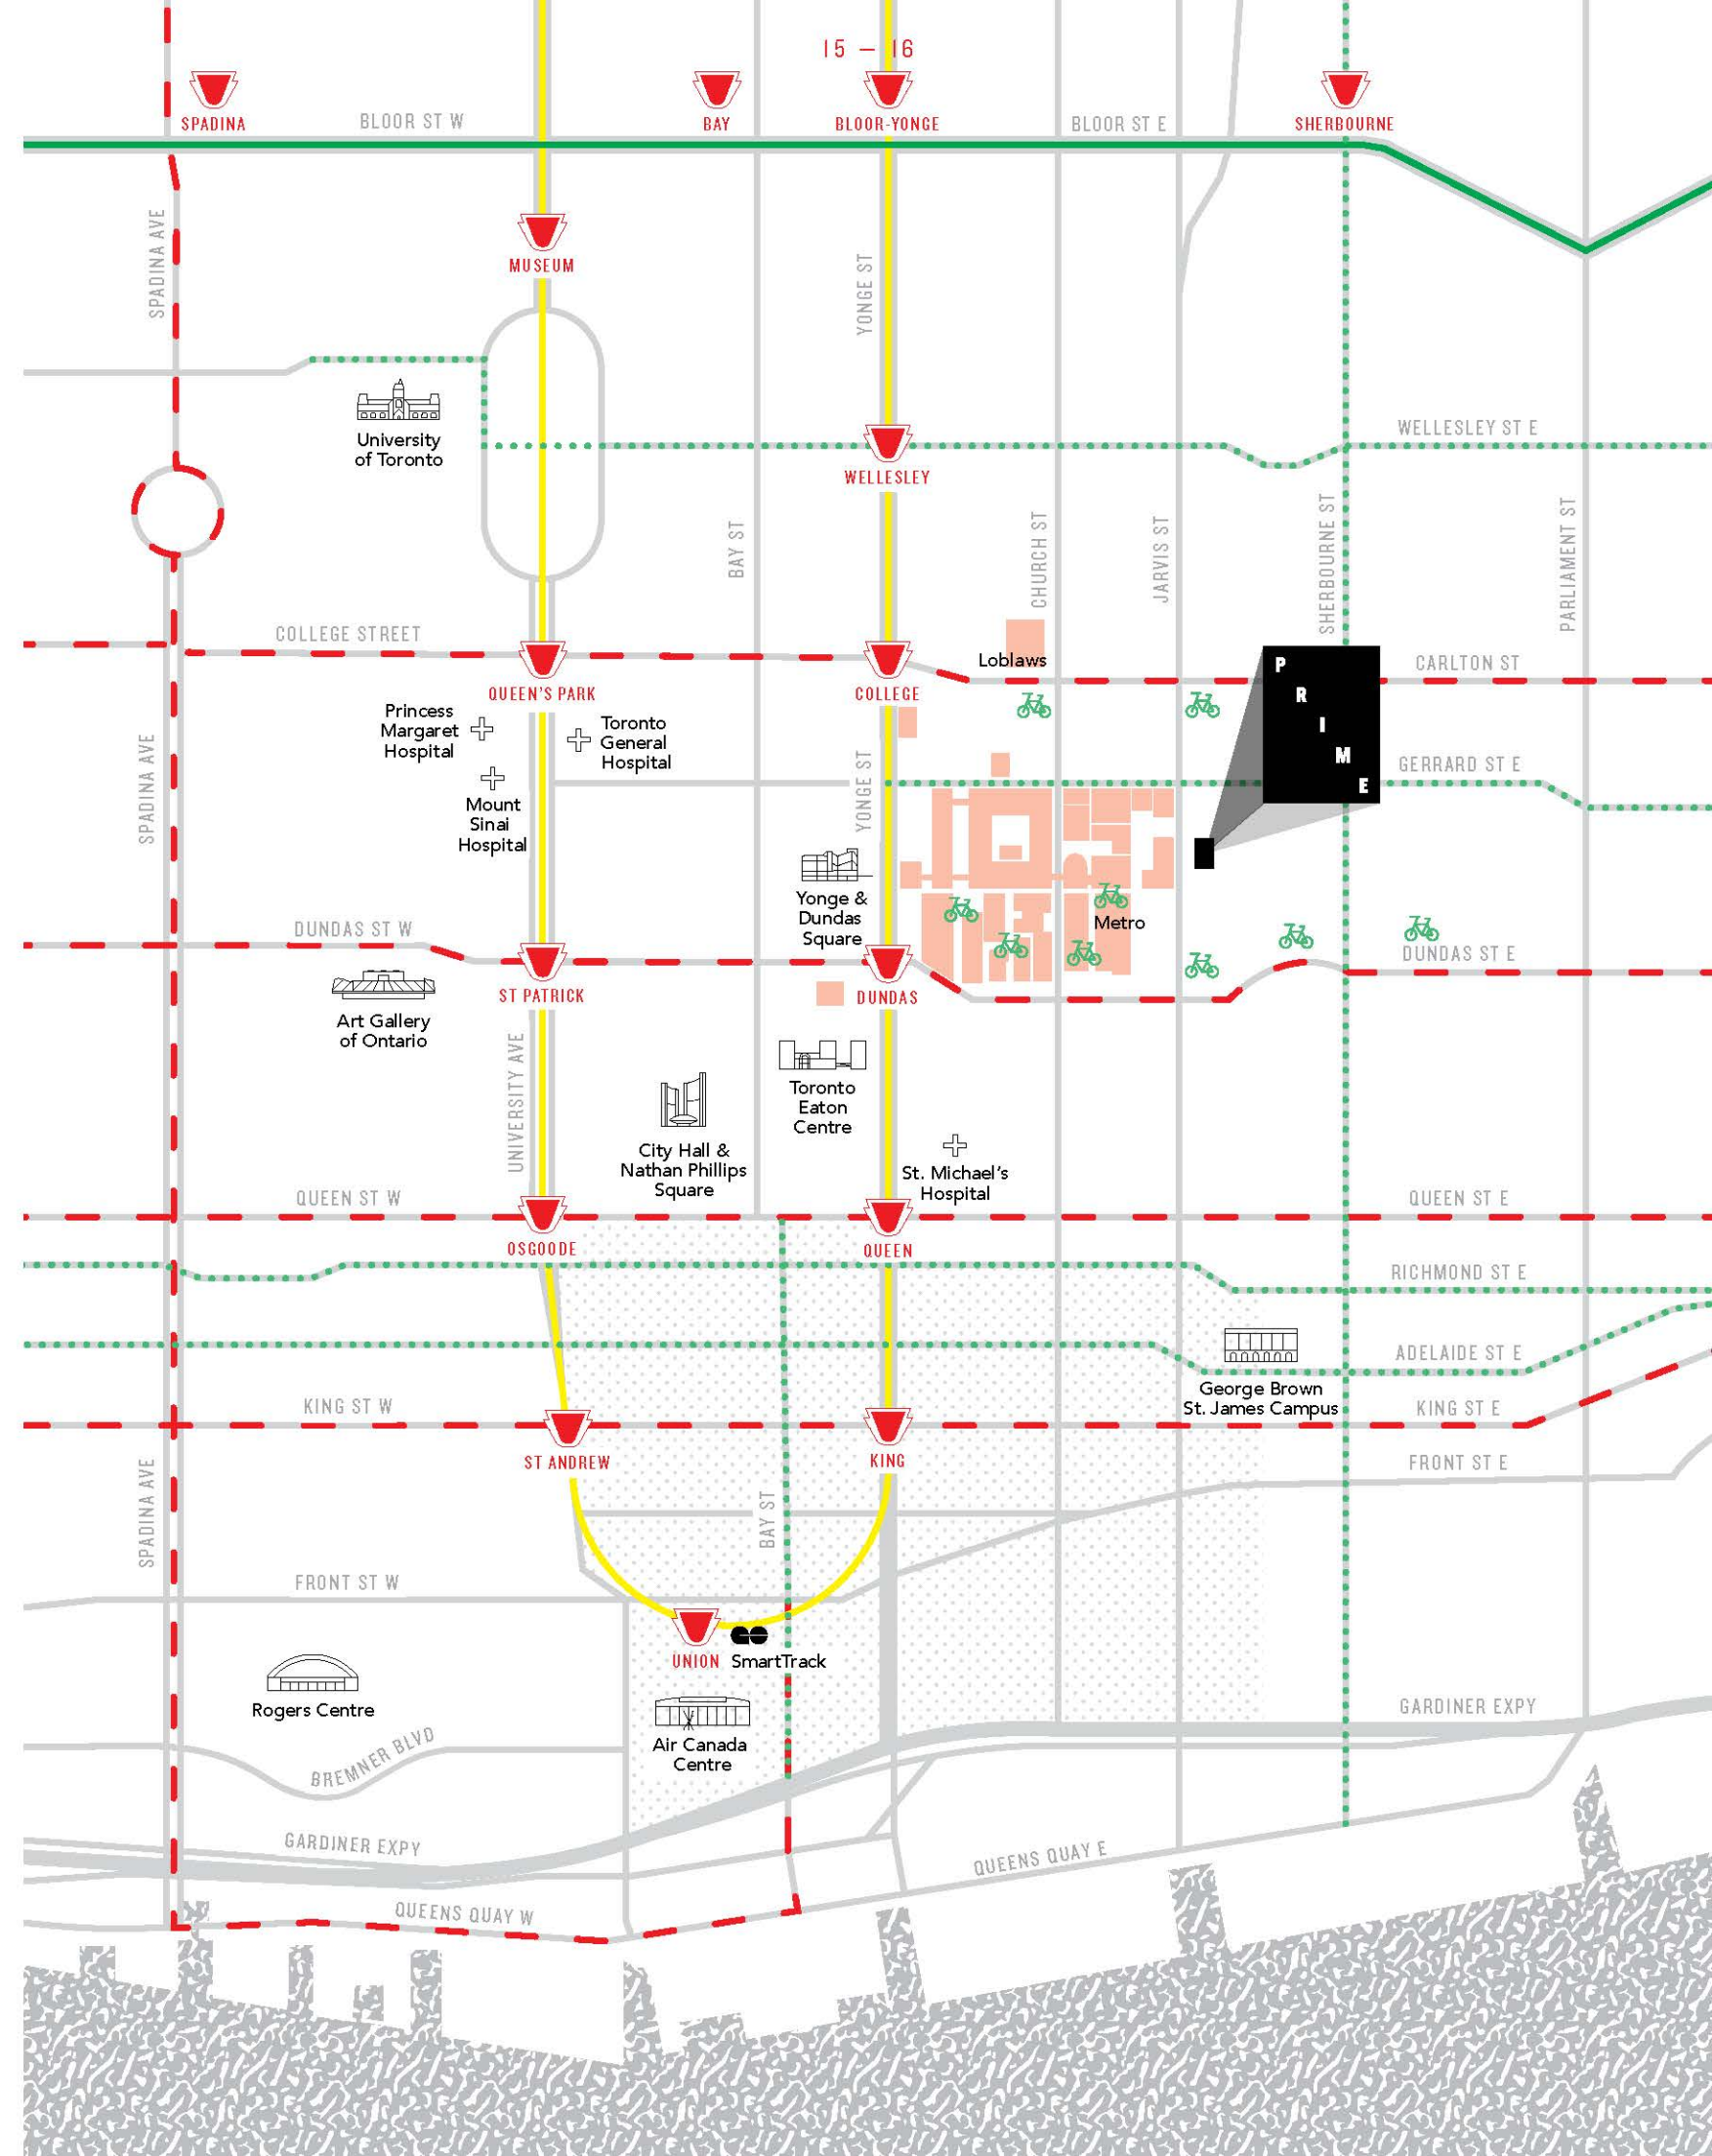 15 – 16
SPADINA
BLOOR ST W
BAY
BLOOR-YONGE
BLOOR ST E
SHERBOURNE
SPADINA AVE
MUSEUM
YONGE ST
University
of Toronto
WELLESLEY ST E
WELLESLEY
BAY ST
CHURCH ST
JARVIS ST
SHERBOURNE ST
PARLIAMENT ST
COLLEGE STREET
Loblaws
CARLTON ST
QUEEN'S PARK
COLLEGE
P
R
I
M
E
Princess
Margaret
Hospital
Toronto
General
Hospital
GERRARD ST E
Mount
Sinai
Hospital
SPADINA AVE
YONGE ST
Yonge &
Dundas
Square
Metro
DUNDAS ST W
DUNDAS ST E
ST PATRICK
DUNDAS
Art Gallery
of Ontario
UNIVERSITY AVE
Toronto
Eaton
Centre
City Hall &
Nathan Phillips
Square
St. Michael's
Hospital
QUEEN ST W
QUEEN ST E
OSGOODE
QUEEN
RICHMOND ST E
ADELAIDE ST E
George Brown
St. James Campus
KING ST W
KING ST E
ST ANDREW
KING
FRONT ST E
SPADINA AVE
BAY ST
FRONT ST W
UNION
GO
SmartTrack
Rogers Centre
GARDINER EXPY
Air Canada
Centre
BREMNER BLVD
GARDINER EXPY
QUEENS QUAY E
QUEENS QUAY W